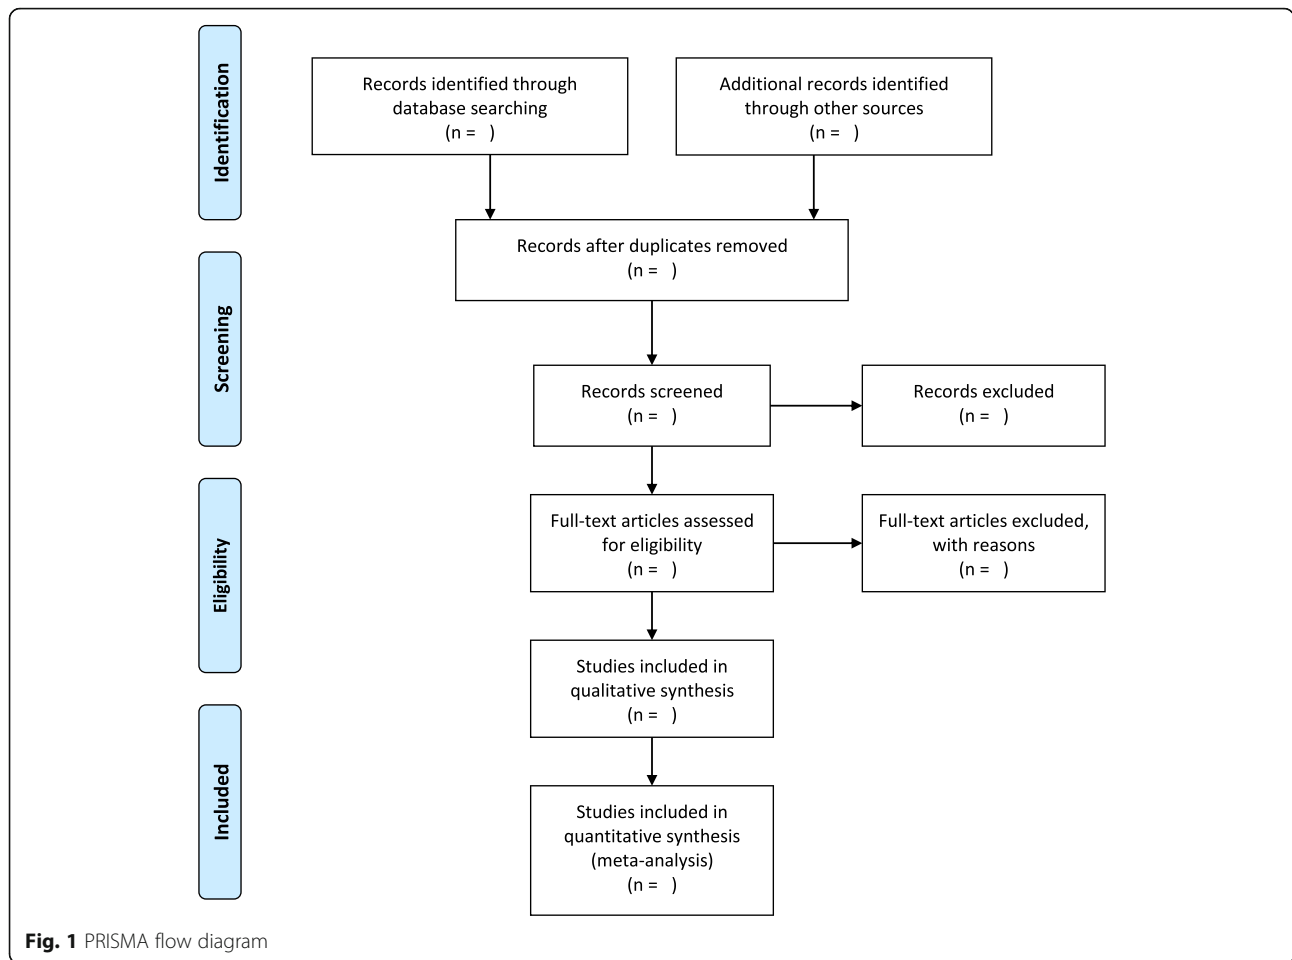 Identification
Records identified through
database searching
(n =   )
Additional records identified
through other sources
(n =   )
Records after duplicates removed
(n =   )
Screening
Records screened
(n =   )
Records excluded
(n =   )
Eligibility
Full-text articles assessed
for eligibility
(n =   )
Full-text articles excluded,
with reasons
(n =   )
Studies included in
qualitative synthesis
(n =   )
Included
Studies included in
quantitative synthesis
(meta-analysis)
(n =   )
Fig. 1 PRISMA flow diagram